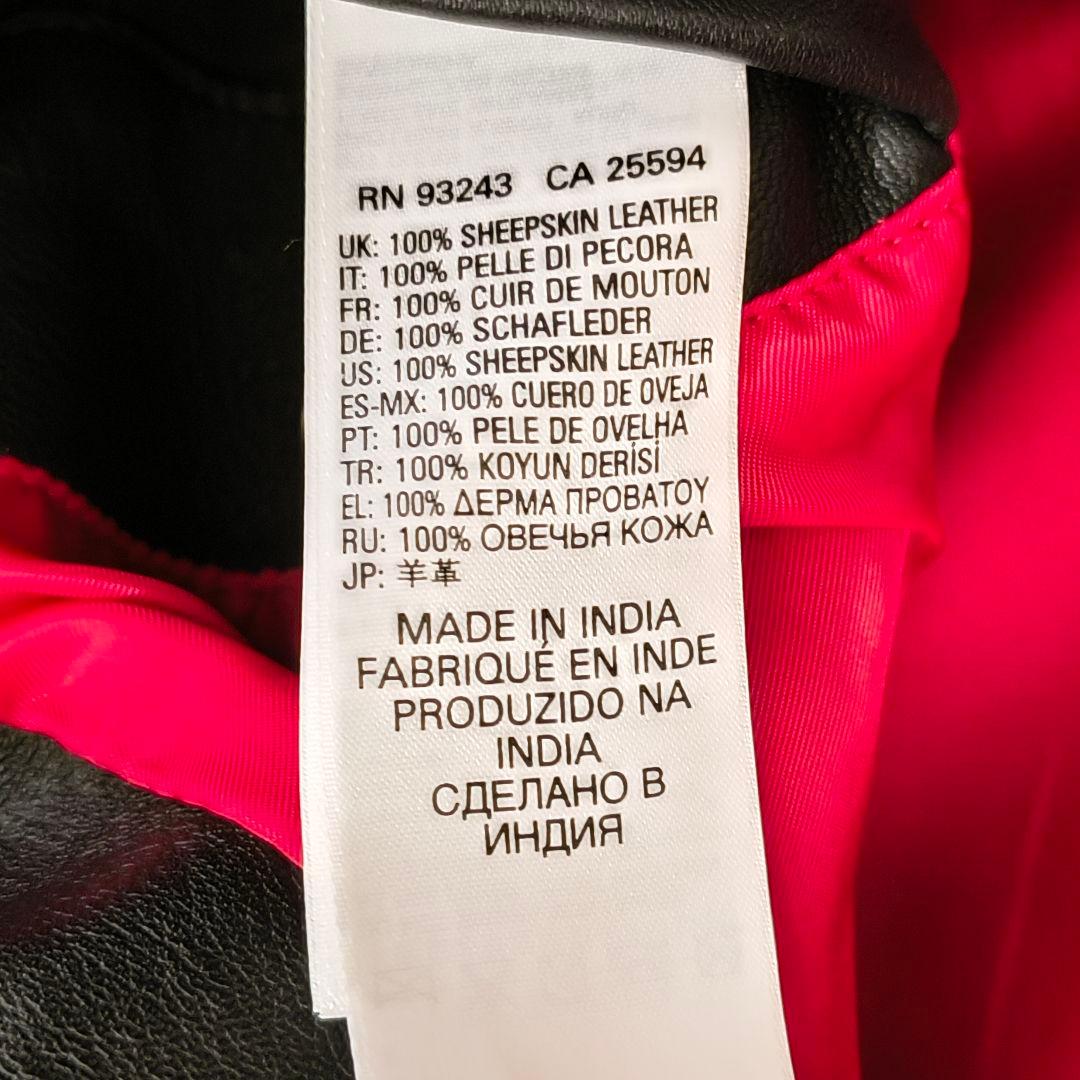 RN 93243 CA 25594
UK: 100% SHEEPSKIN LEATHER
IT: 100% PELLE DI PECORA
FR: 100% CUIR DE MOUTON
DE: 100% SCHAFLEDER
US: 100% SHEEPSKIN LEATHER
ES-MX: 100% CUERO DE OVEJA
PT: 100% PELE DE OVELHA
TR: 100% KOYUN DERİSİ
EL: 100% ΔΕΡΜΑ ΠΡΟΒΑΤΟΥ
RU: 100% ОВЕЧЬЯ КОЖА
JP: 羊革
MADE IN INDIA
FABRIQUÉ EN INDE
PRODUZIDO NA
INDIA
СДЕЛАНО В
ИНДИЯ